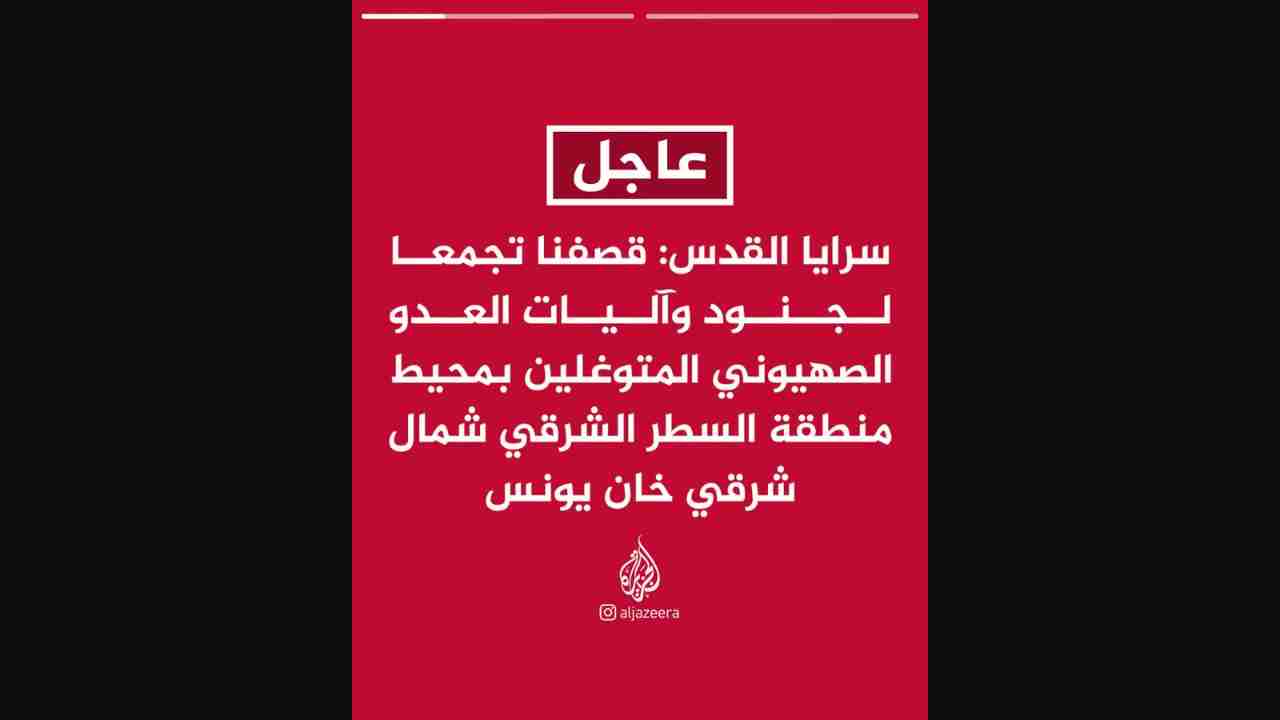 عاجل
سرايا القدس: قصفنا تجمعا
لجنود وآليات العدو
الصهيوني المتوغلين بمحيط
منطقة السطر الشرقي شمال
شرقي خان يونس
الجزيرة
aljazeera